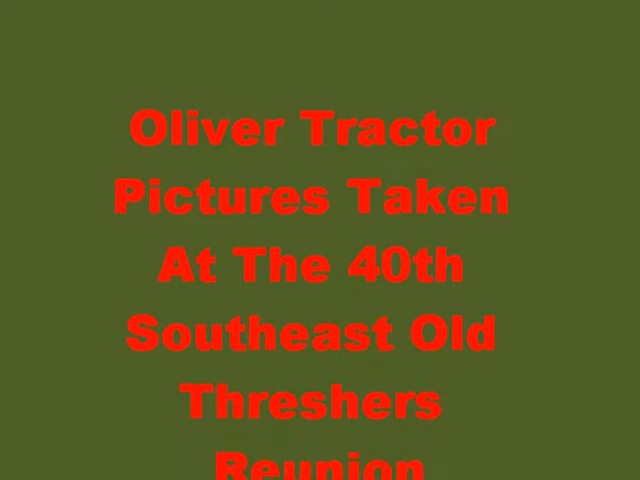 Oliver Tractor
Pictures Taken
At The 40th
Southeast Old
Threshers
Reunion